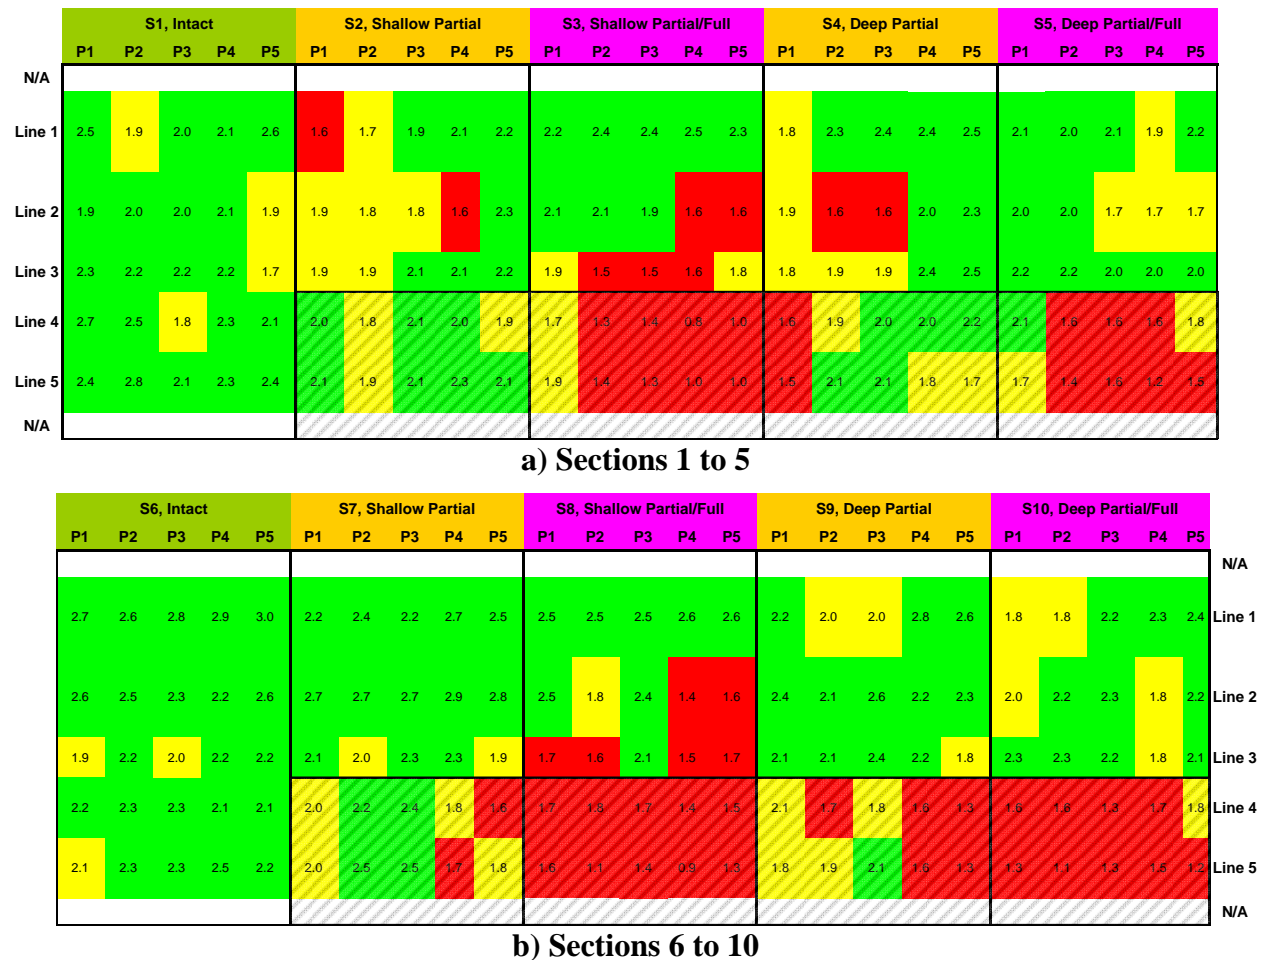 S1, Intact S2, Shallow Partial S3, Shallow Partial/Full S4, Deep Partial S5, Deep Partial/Full
P1 P2 P3 P4 P5 P1 P2 P3 P4 P5 P1 P2 P3 P4 P5 P1 P2 P3 P4 P5 P1 P2 P3 P4 P5
N/A
Line 1 2.5 1.9 2.0 2.1 2.6 1.6 1.7 1.9 2.1 2.2 2.2 2.4 2.4 2.5 2.3 1.8 2.3 2.4 2.4 2.5 2.1 2.0 2.1 1.9 2.2
Line 2 1.9 2.0 2.0 2.1 1.9 1.9 1.8 1.8 1.6 2.3 2.1 2.1 1.9 1.6 1.6 1.9 1.6 1.6 2.0 2.3 2.0 2.0 1.7 1.7 1.7
Line 3 2.3 2.2 2.2 2.2 1.7 1.9 1.9 2.1 2.1 2.2 1.9 1.5 1.5 1.6 1.8 1.8 1.9 1.9 2.4 2.5 2.2 2.2 2.0 2.0 2.0
Line 4 2.7 2.5 1.8 2.3 2.1 2.0 1.8 2.1 2.0 1.9 1.7 1.3 1.4 0.8 1.0 1.6 1.9 2.0 2.0 2.2 2.1 1.6 1.6 1.6 1.8
Line 5 2.4 2.8 2.1 2.3 2.4 2.1 1.9 2.1 2.3 2.1 1.9 1.4 1.3 1.0 1.0 1.5 2.1 2.1 1.8 1.7 1.7 1.4 1.6 1.2 1.5
N/A
a) Sections 1 to 5
S6, Intact S7, Shallow Partial S8, Shallow Partial/Full S9, Deep Partial S10, Deep Partial/Full
P1 P2 P3 P4 P5 P1 P2 P3 P4 P5 P1 P2 P3 P4 P5 P1 P2 P3 P4 P5 P1 P2 P3 P4 P5
N/A
2.7 2.6 2.8 2.9 3.0 2.2 2.4 2.2 2.7 2.5 2.5 2.5 2.5 2.6 2.6 2.2 2.0 2.0 2.8 2.6 1.8 1.8 2.2 2.3 2.4 Line 1
2.6 2.5 2.3 2.2 2.6 2.7 2.7 2.7 2.9 2.8 2.5 1.8 2.4 1.4 1.6 2.4 2.1 2.6 2.2 2.3 2.0 2.2 2.3 1.8 2.2 Line 2
1.9 2.2 2.0 2.2 2.2 2.1 2.0 2.3 2.3 1.9 1.7 1.6 2.1 1.5 1.7 2.1 2.1 2.4 2.2 1.8 2.3 2.3 2.2 1.8 2.1 Line 3
2.2 2.3 2.3 2.1 2.1 2.0 2.2 2.4 1.8 1.6 1.7 1.8 1.7 1.4 1.5 2.1 1.7 1.8 1.6 1.3 1.6 1.6 1.3 1.7 1.8 Line 4
2.1 2.3 2.3 2.5 2.2 2.0 2.5 2.5 1.7 1.8 1.6 1.1 1.4 0.9 1.3 1.8 1.9 2.1 1.6 1.3 1.3 1.1 1.3 1.5 1.2 Line 5
N/A
b) Sections 6 to 10